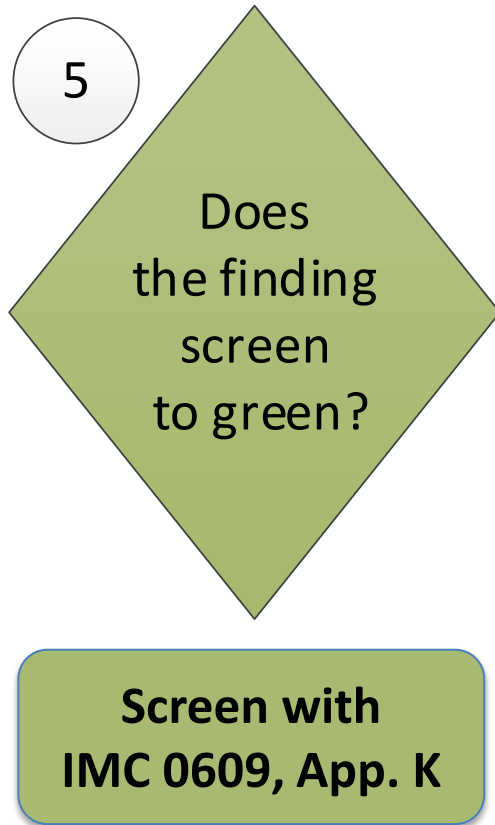 5
Does
the finding
screen
to green?
Screen with
IMC 0609, App. K